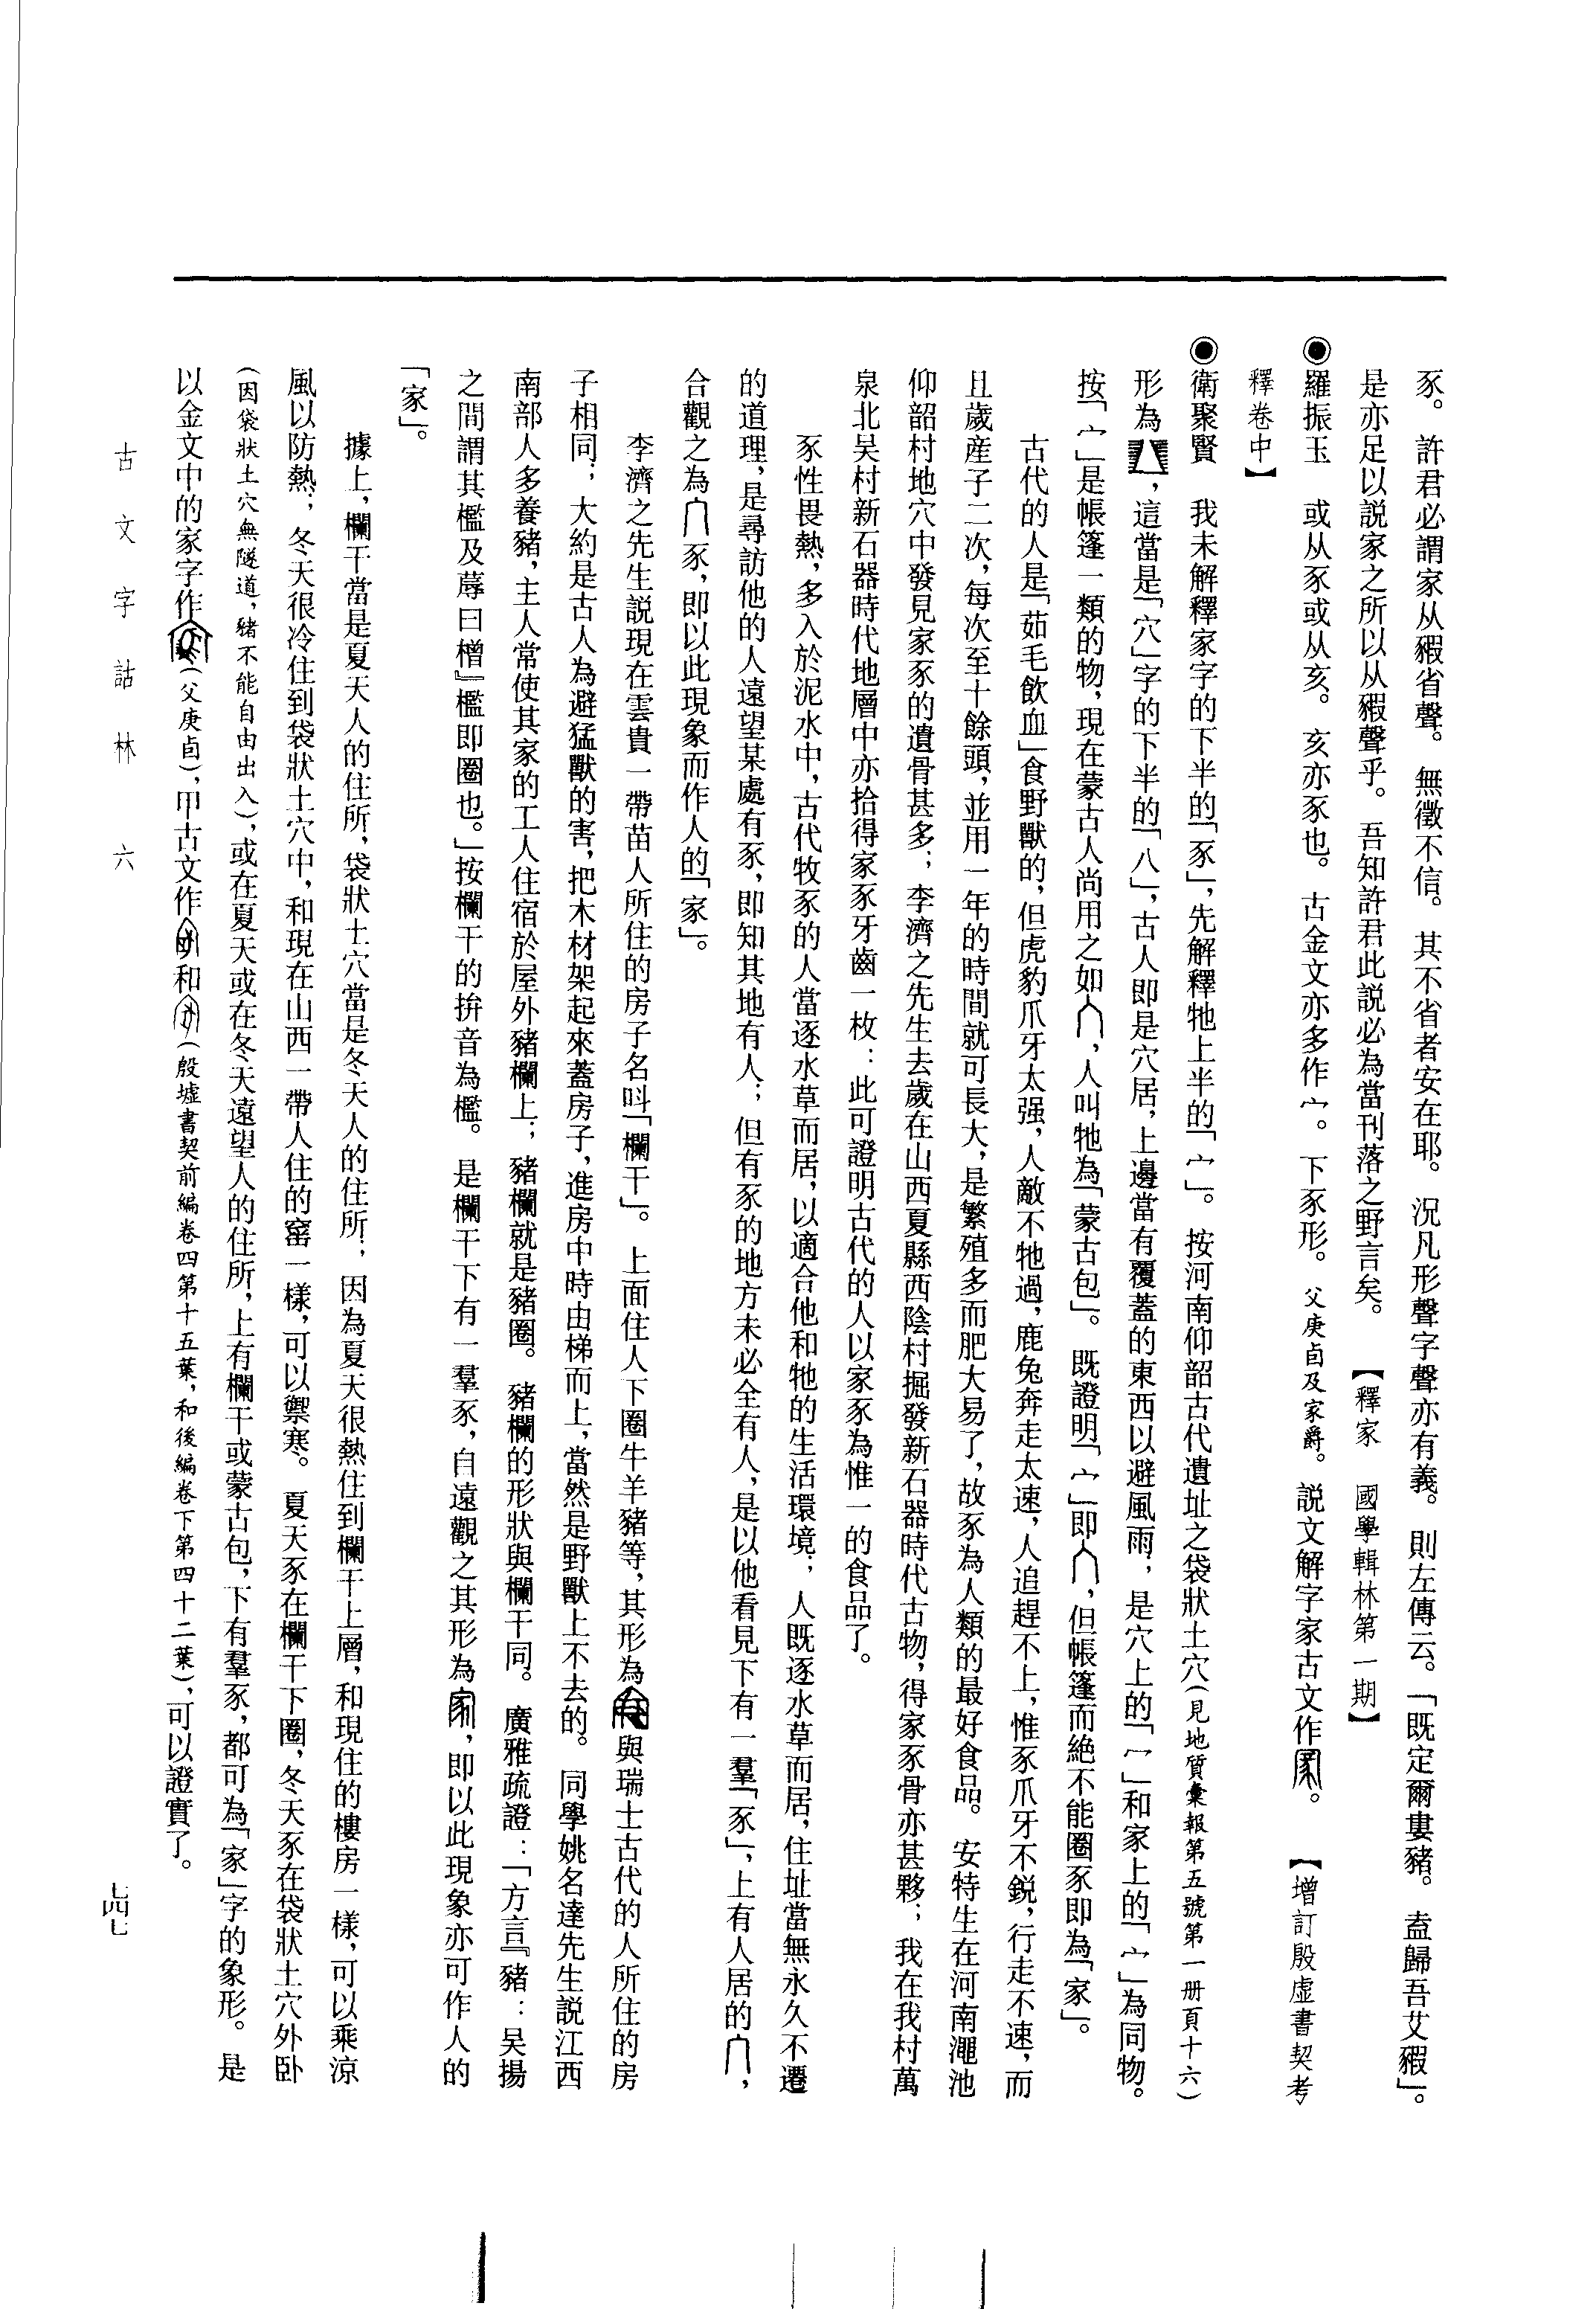 豕。許君必謂家从豭省聲。無徵不信。其不省者安在耶。況凡形聲字聲亦有義。則左傳云。「既定爾婁豬。盍歸吾艾豭」。
是亦足以説家之所以从豭聲乎。吾知許君此説必為當刊落之野言矣。【釋家　國學輯林第一期】
◉羅振玉　或从豕或从亥。亥亦豕也。古金文亦多作宀。下豕形。父庚卣及家爵。説文解字家古文作。【增訂殷虛書契考
釋卷中】
◉衛聚賢　我未解釋家字的下半的「豕」，先解釋牠上半的「宀」。按河南仰韶古代遺址之袋狀土穴（見地質彙報第五號第一册頁十六）
形為，這當是「穴」字的下半的「八」，古人即是穴居，上邊當有覆蓋的東西以避風雨；是穴上的「宀」和家上的「宀」為同物。
按「宀」是帳篷一類的物，現在蒙古人尚用之如，人叫牠為「蒙古包」。既證明「宀」即，但帳篷而絶不能圈豕即為「家」。
古代的人是「茹毛飲血」食野獸的，但虎豹爪牙太强，人敵不牠過，鹿兔奔走太速，人追趕不上，惟豕爪牙不鋭，行走不速，而
且歲産子二次，每次至十餘頭，並用一年的時間就可長大，是繁殖多而肥大易了，故豕為人類的最好食品。安特生在河南澠池
仰韶村地穴中發見家豕的遺骨甚多；李濟之先生去歲在山西夏縣西陰村掘發新石器時代古物，得家豕骨亦甚夥；我在我村萬
泉北吴村新石器時代地層中亦拾得家豕牙齒一枚：此可證明古代的人以家豕為惟一的食品了。
豕性畏熱，多入於泥水中，古代牧豕的人當逐水草而居，以適合他和牠的生活環境；人既逐水草而居，住址當無永久不遷
的道理，是尋訪他的人遠望某處有豕，即知其地有人；但有豕的地方未必全有人，是以他看見下有一羣「豕」，上有人居的，
合觀之為豕，即以此現象而作人的「家」。
李濟之先生説現在雲貴一帶苗人所住的房子名叫「欄干」。上面住人下圈牛羊豬等，其形為與瑞士古代的人所住的房
子相同；大約是古人為避猛獸的害，把木材架起來蓋房子，進房中時由梯而上，當然是野獸上不去的。同學姚名達先生説江西
南部人多養豬，主人常使其家的工人住宿於屋外豬欄上；豬欄就是豬圈。豬欄的形狀與欄干同。廣雅疏證：「方言『豬：吴揚
之間謂其檻及蓐曰橧』檻即圈也。」按欄干的拚音為檻。是欄干下有一羣豕，自遠觀之其形為，即以此現象亦可作人的
「家」。
據上，欄干當是夏天人的住所，袋狀土穴當是冬天人的住所；因為夏天很熱住到欄干上層，和現住的樓房一樣，可以乘涼
風以防熱；冬天很冷住到袋狀土穴中，和現在山西一帶人住的窰一樣，可以禦寒。夏天豕在欄干下圈，冬天豕在袋狀土穴外卧
（因袋狀土穴無隧道，豬不能自由出入），或在夏天或在冬天遠望人的住所，上有欄干或蒙古包，下有羣豕，都可為「家」字的象形。是
以金文中的家字作（父庚卣），甲古文作和（殷墟書契前編卷四第十五葉，和後編卷下第四十二葉），可以證實了。
古文字詁林　六
七四七